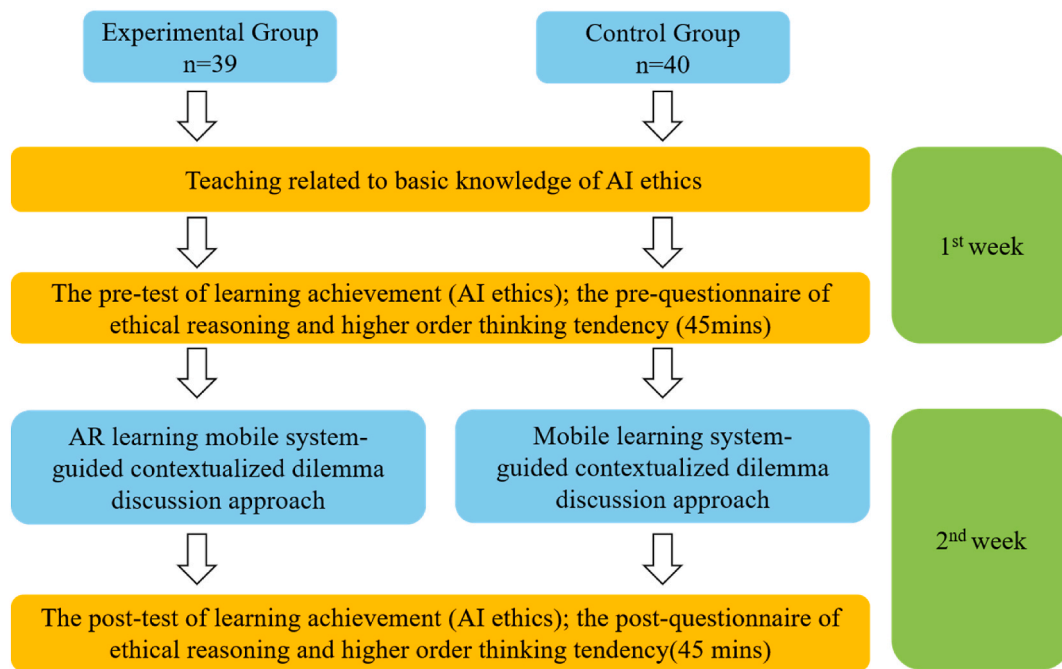 Experimental Group
n=39
Control Group
n=40
Teaching related to basic knowledge of AI ethics
1st week
The pre-test of learning achievement (AI ethics); the pre-questionnaire of
ethical reasoning and higher order thinking tendency (45mins)
AR learning mobile system-
guided contextualized dilemma
discussion approach
Mobile learning system-
guided contextualized dilemma
discussion approach
2nd week
The post-test of learning achievement (AI ethics); the post-questionnaire of
ethical reasoning and higher order thinking tendency(45 mins)